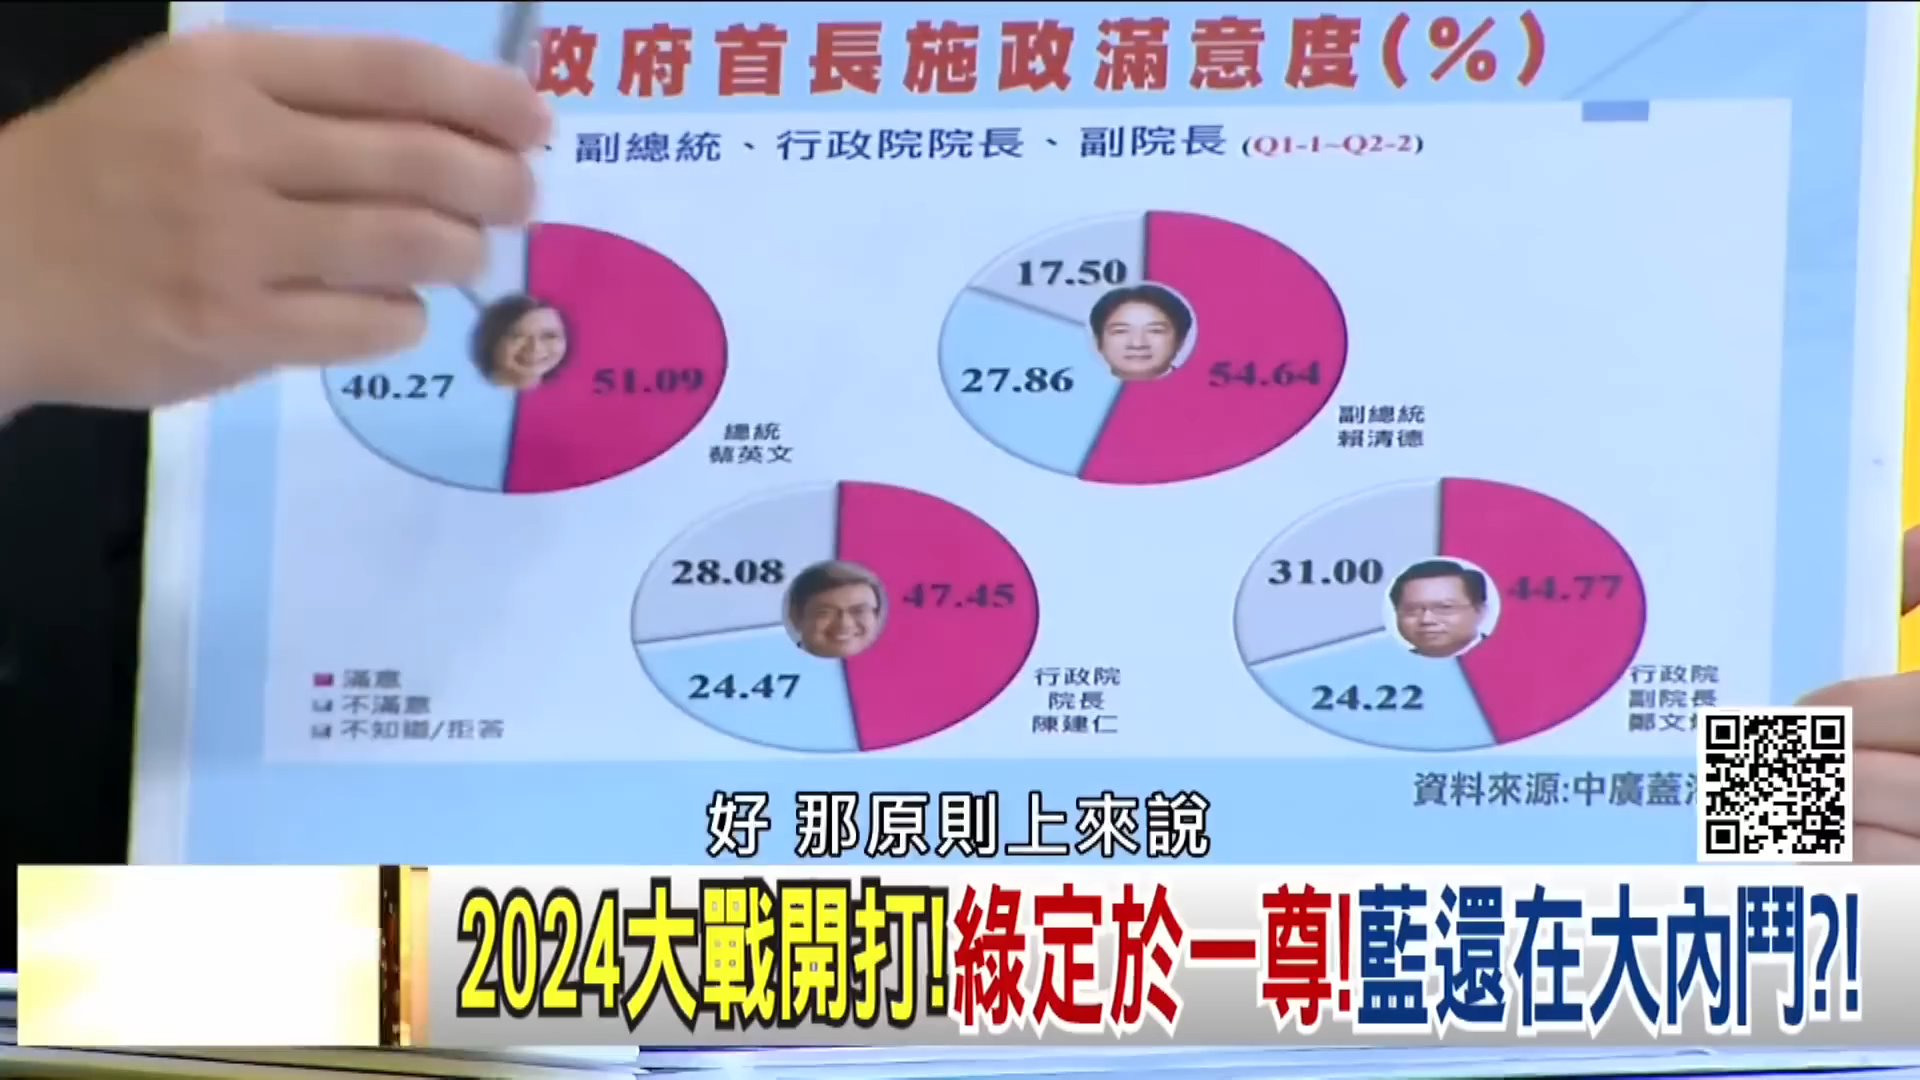 政府首長施政滿意度(%)
、副總統、行政院院長、副院長(Q1-1~Q2-2)
40.27
51.09
總統
蔡英文
17.50
27.86
54.64
副總統
賴清德
28.08
47.45
24.47
行政院
院長
陳建仁
31.00
44.77
24.22
行政院
副院長
鄭文
滿意
不滿意
不知道/拒答
資料來源:中廣蓋
好 那原則上來說
2024大戰開打!綠定於一尊!藍還在大內鬥?!